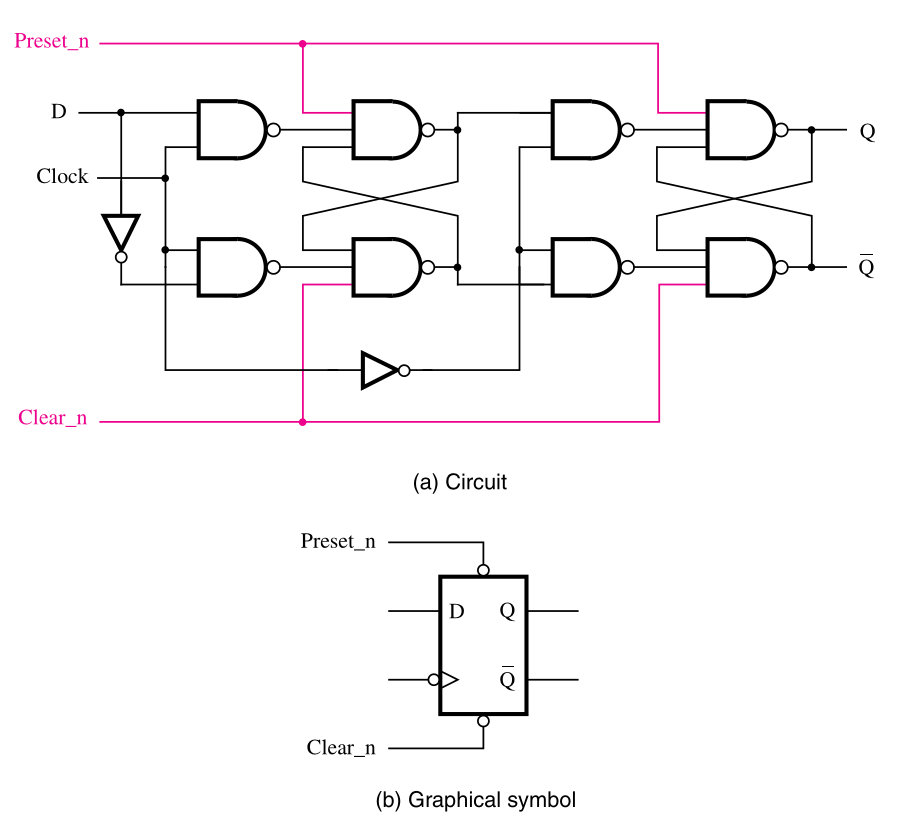 Preset_n
D
Clock
Q
Q̅
Clear_n
(a) Circuit
Preset_n
D Q
Q̅
Clear_n
(b) Graphical symbol